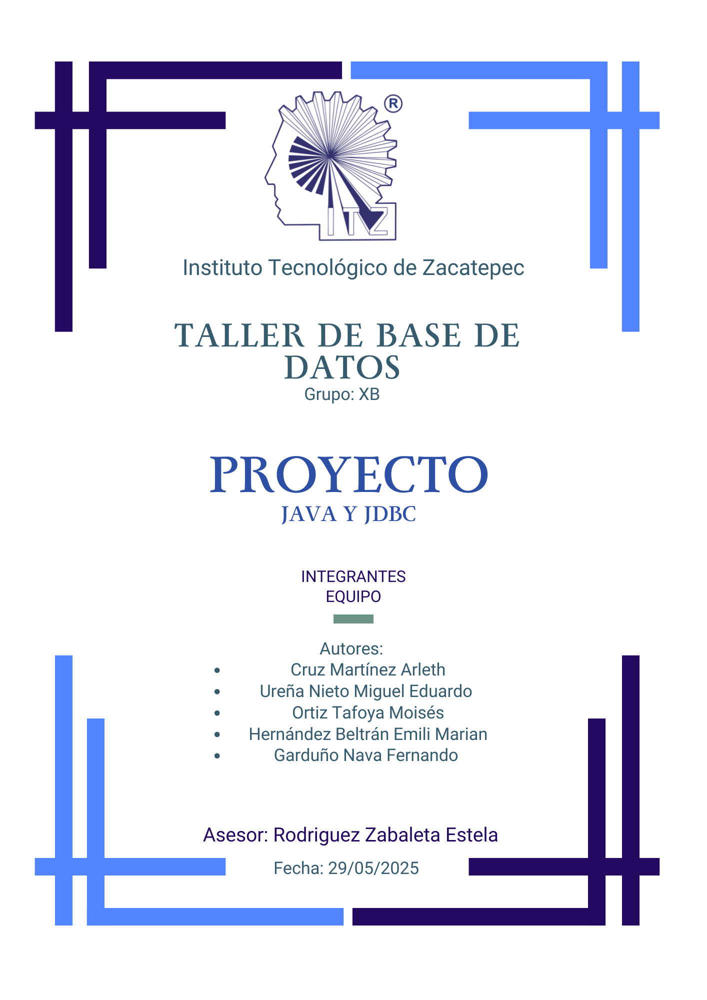 ®
ITZ
Instituto Tecnológico de Zacatepec
TALLER DE BASE DE
DATOS
Grupo: XB
PROYECTO
JAVA Y JDBC
INTEGRANTES
EQUIPO
Autores:
• Cruz Martínez Arleth
• Ureña Nieto Miguel Eduardo
• Ortiz Tafoya Moisés
• Hernández Beltrán Emili Marian
• Garduño Nava Fernando
Asesor: Rodriguez Zabaleta Estela
Fecha: 29/05/2025